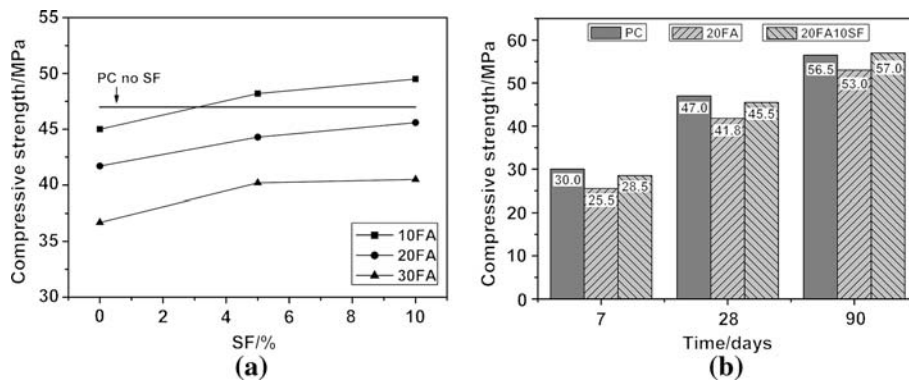 (a)
Compressive strength/MPa
55
50
45
40
35
30
PC no SF
10FA
20FA
30FA
0 2 4 6 8 10
SF/%
(b)
Compressive strength/MPa
60
50
40
30
20
10
0
PC 20FA 20FA10SF
30.0 25.5 28.5
47.0 41.8 45.5
56.5 53.0 57.0
7 28 90
Time/days
(a) (b)